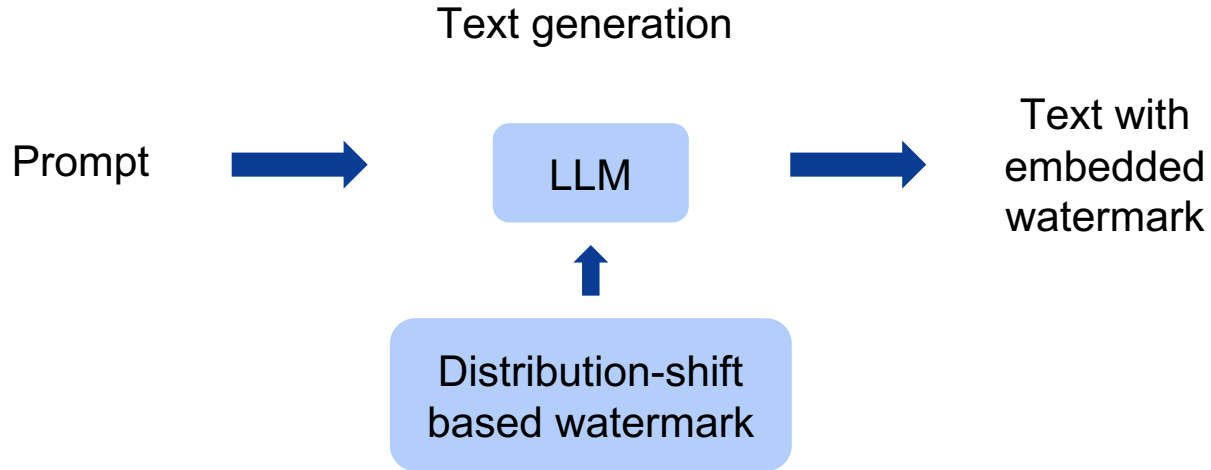 Text generation
Prompt
LLM
Text with
embedded
watermark
Distribution-shift
based watermark